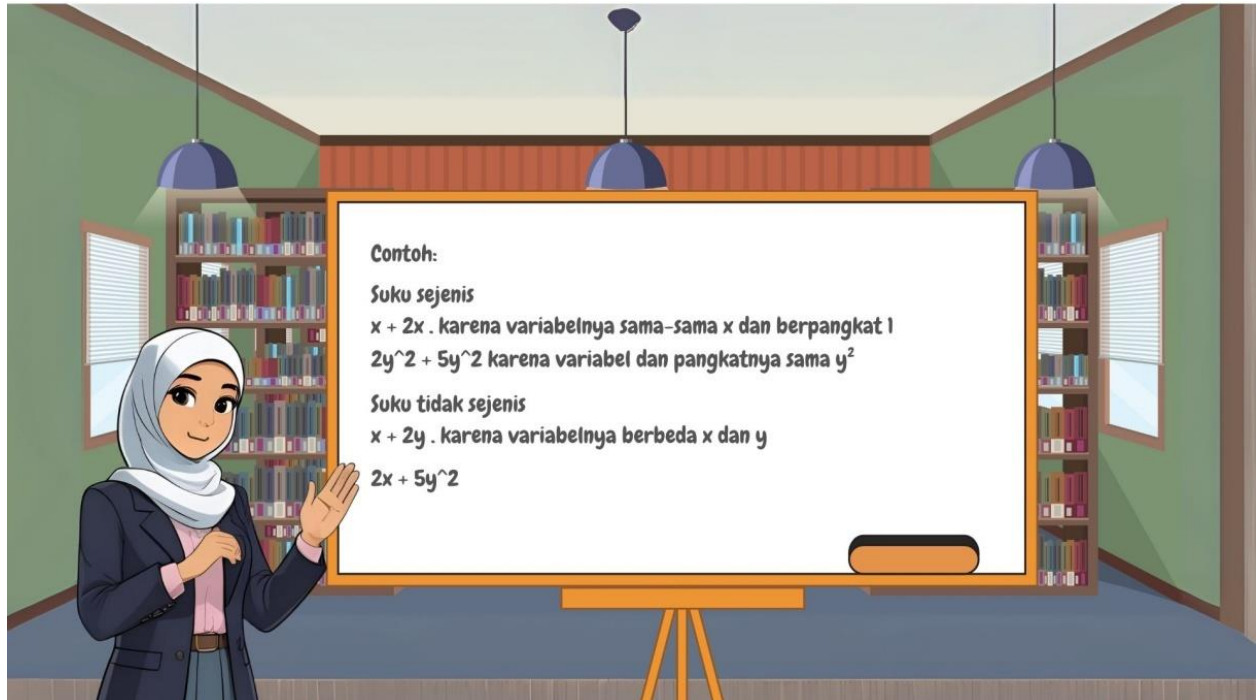 Contoh:
Suku sejenis
x + 2x . karena variabelnya sama-sama x dan berpangkat 1
2y^2 + 5y^2 karena variabel dan pangkatnya sama y²
Suku tidak sejenis
x + 2y . karena variabelnya berbeda x dan y
2x + 5y^2